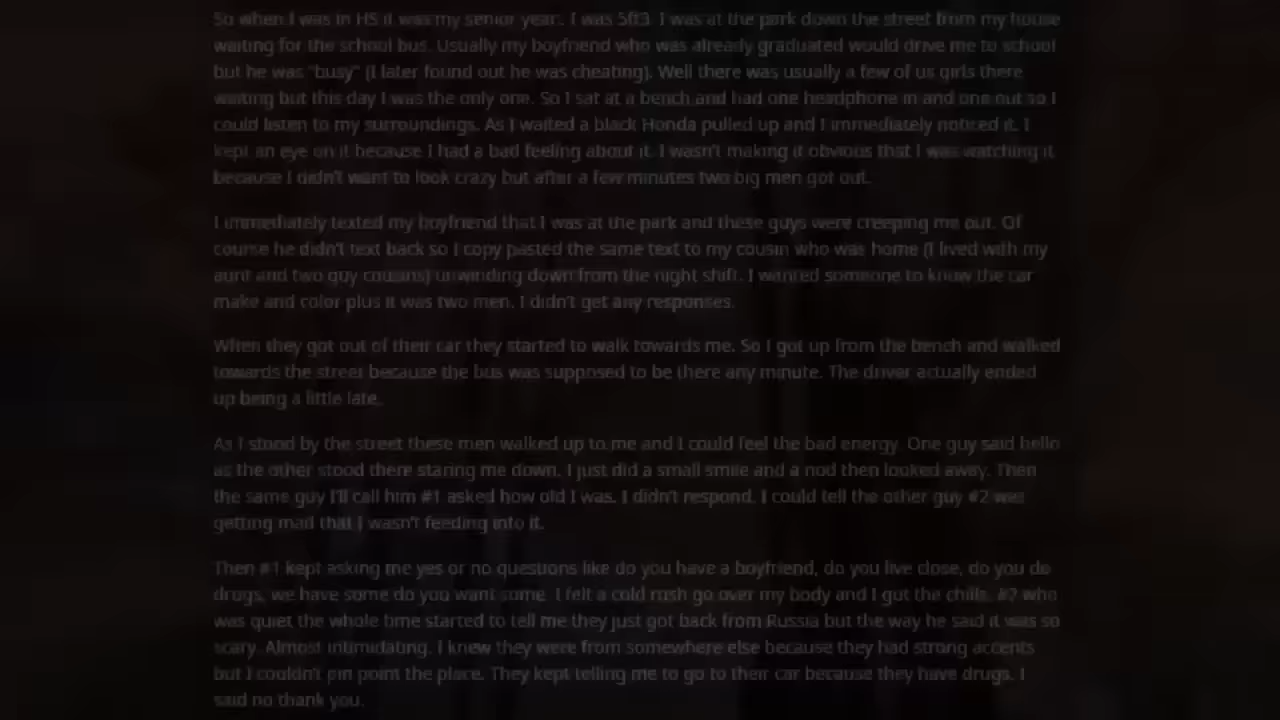 So when I was in HS it was my senior year. I was 5ft3. I was at the park down the street from my house
waiting for the school bus. Usually my boyfriend who was already graduated would drive me to school
but he was "busy" (I later found out he was cheating). Well there was usually a few of us girls there
waiting but this day I was the only one. So I sat at a bench and had one headphone in and one out so I
could listen to my surroundings. As I waited a black Honda pulled up and I immediately noticed it. I
kept an eye on it because I had a bad feeling about it. I wasn't making it obvious that I was watching it
because I didn't want to look crazy but after a few minutes two big men got out.
I immediately texted my boyfriend that I was at the park and these guys were creeping me out. Of
course he didn't text back so I copy pasted the same text to my cousin who was home (I lived with my
aunt and two guy cousins) unwinding down from the night shift. I wanted someone to know the car
make and color plus it was two men. I didn't get any responses.
When they got out of their car they started to walk towards me. So I got up from the bench and walked
towards the street because the bus was supposed to be there any minute. The driver actually ended
up being a little late.
As I stood by the street these men walked up to me and I could feel the bad energy. One guy said hello
as the other stood there staring me down. I just did a small smile and a nod then looked away. Then
the same guy I'll call him #1 asked how old I was. I didn't respond. I could tell the other guy #2 was
getting mad that I wasn't feeding into it.
Then #1 kept asking me yes or no questions like do you have a boyfriend, do you live close, do you do
drugs, we have some do you want some. I felt a cold rush go over my body and I got the chills. #2 who
was quiet the whole time started to tell me they just got back from Russia but the way he said it was so
scary. Almost intimidating. I knew they were from somewhere else because they had strong accents
but I couldn't pin point the place. They kept telling me to go to their car because they have drugs. I
said no thank you.